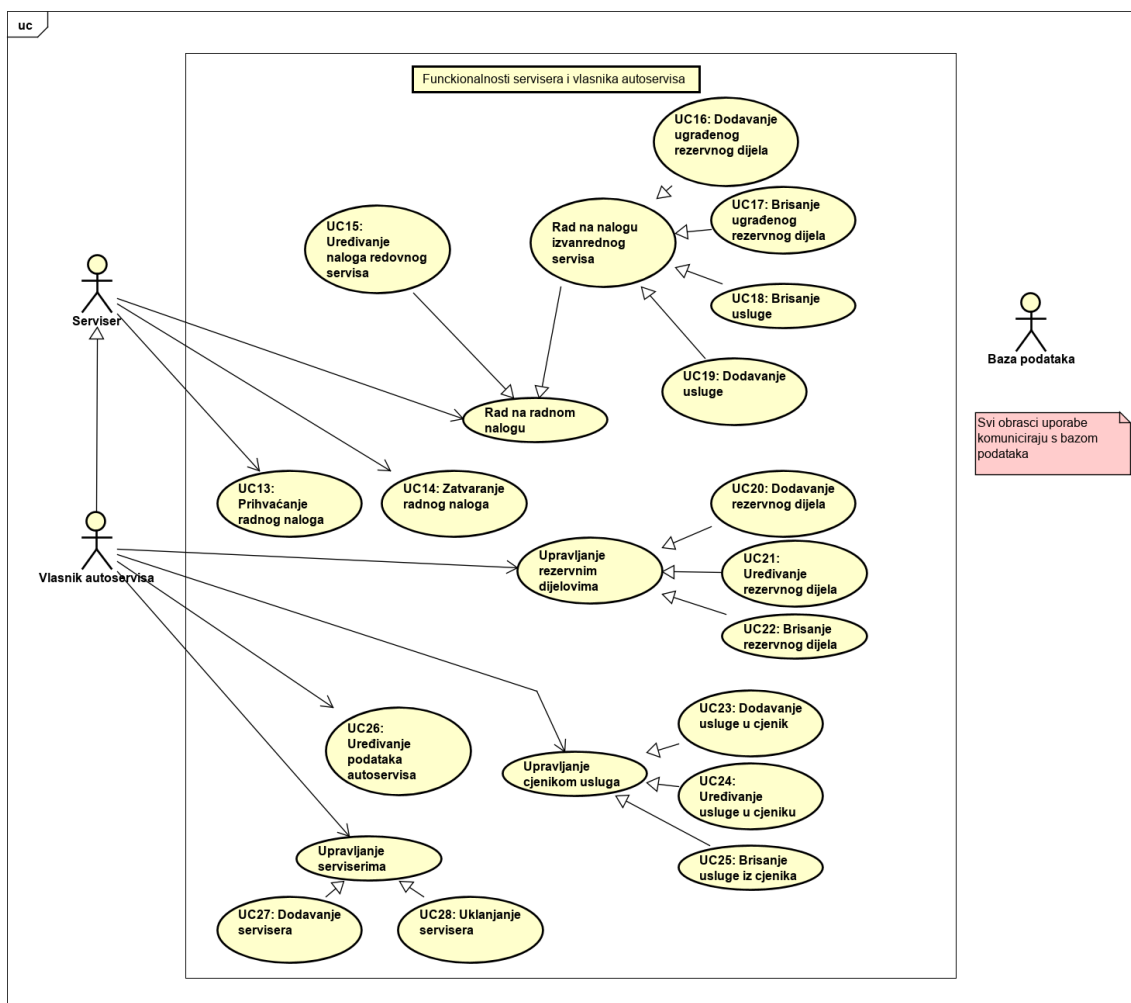 uc
Funckionalnosti servisera i vlasnika autoservisa
UC16: Dodavanje
ugrađenog
rezervnog dijela
UC17: Brisanje
ugrađenog
rezervnog dijela
UC15:
Uređivanje
naloga redovnog
servisa
Rad na nalogu
izvanrednog
servisa
UC18: Brisanje
usluge
Serviser
Baza podataka
UC19: Dodavanje
usluge
Rad na radnom
nalogu
Svi obrasci uporabe
komuniciraju s bazom
podataka
UC13:
Prihvaćanje
radnog naloga
UC14: Zatvaranje
radnog naloga
UC20: Dodavanje
rezervnog dijela
Vlasnik autoservisa
Upravljanje
rezervnim
dijelovima
UC21:
Uređivanje
rezervnog dijela
UC22: Brisanje
rezervnog dijela
UC23: Dodavanje
usluge u cjenik
UC26:
Uređivanje
podataka
autoservisa
Upravljanje
cjenikom usluga
UC24:
Uređivanje
usluge u cjeniku
Upravljanje
serviserima
UC25: Brisanje
usluge iz cjenika
UC27: Dodavanje
servisera
UC28: Uklanjanje
servisera